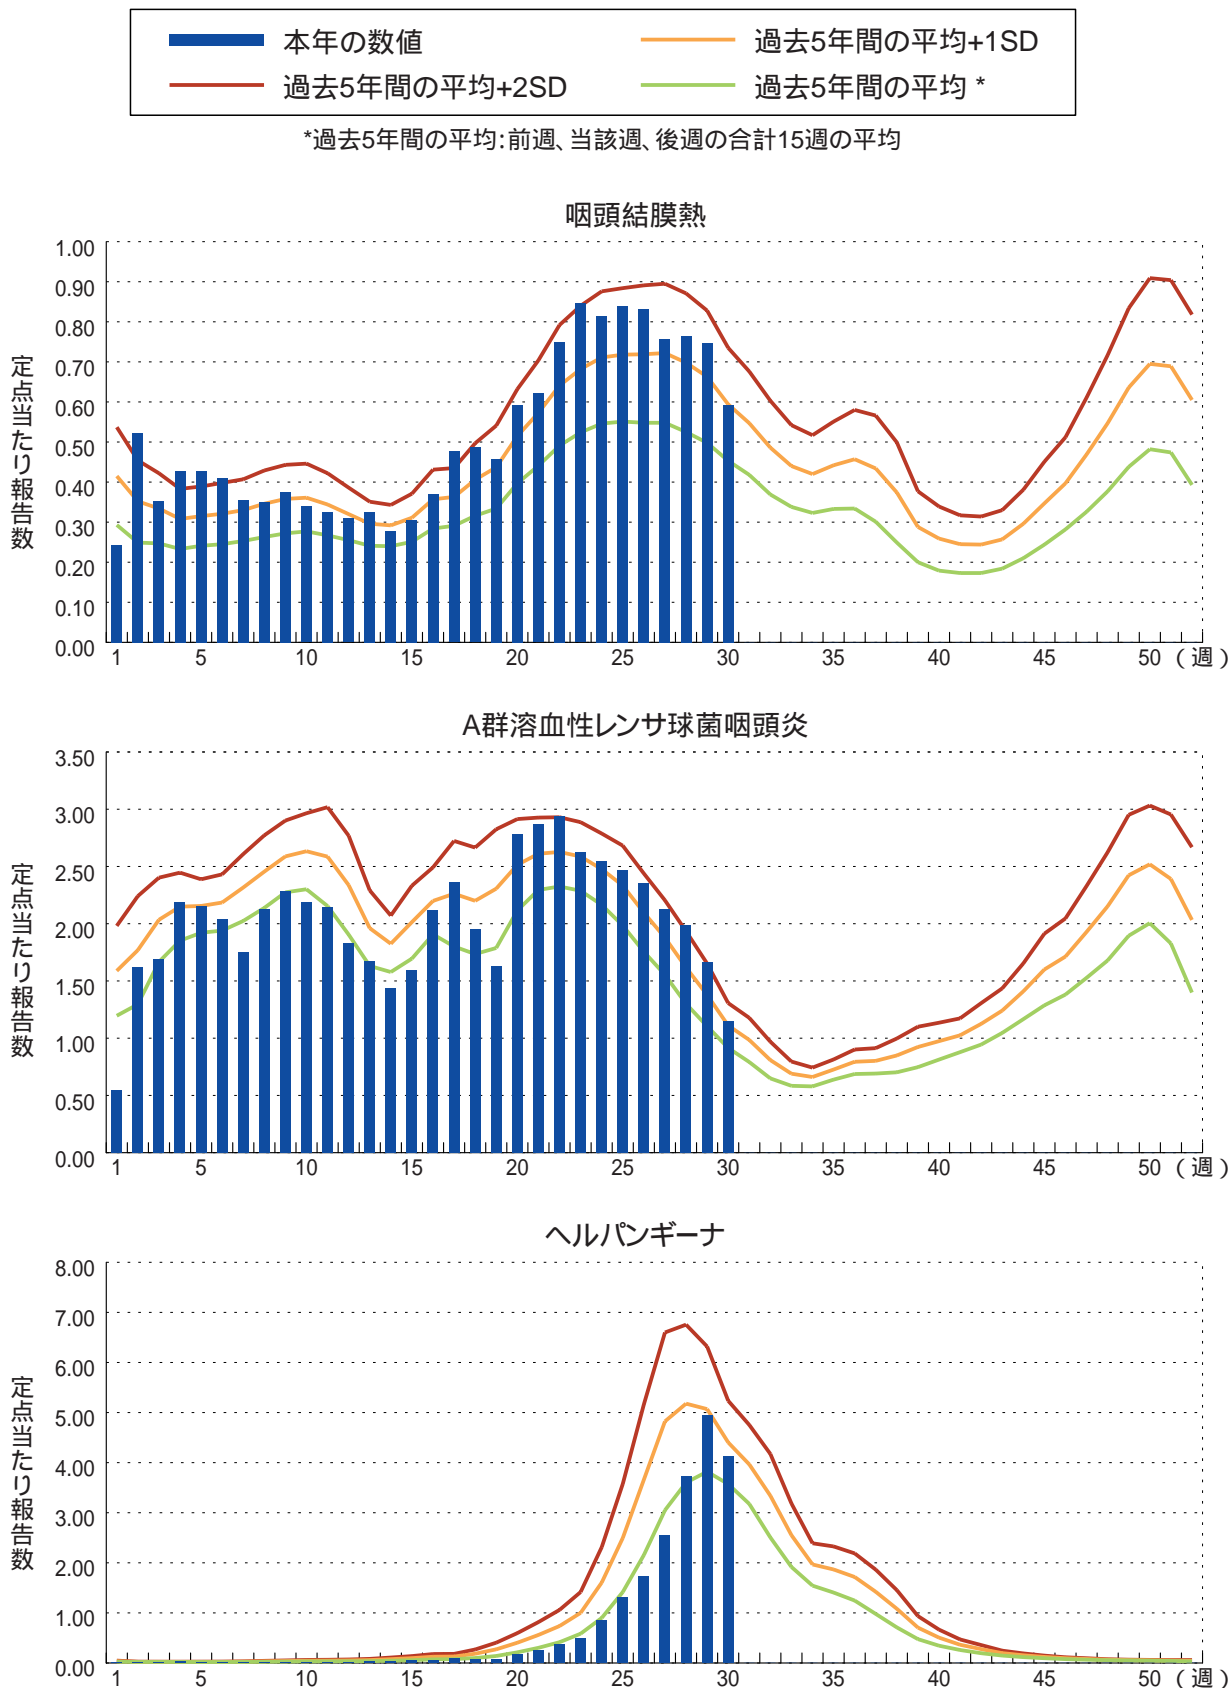 本年の数値
過去5年間の平均+1SD
過去5年間の平均+2SD
過去5年間の平均 *
*過去5年間の平均:前週、当該週、後週の合計15週の平均
咽頭結膜熱
定点当たり報告数
1.00
0.90
0.80
0.70
0.60
0.50
0.40
0.30
0.20
0.10
0.00
1 5 10 15 20 25 30 35 40 45 50 (週)
A群溶血性レンサ球菌咽頭炎
定点当たり報告数
3.50
3.00
2.50
2.00
1.50
1.00
0.50
0.00
1 5 10 15 20 25 30 35 40 45 50 (週)
ヘルパンギーナ
定点当たり報告数
8.00
7.00
6.00
5.00
4.00
3.00
2.00
1.00
0.00
1 5 10 15 20 25 30 35 40 45 50 (週)